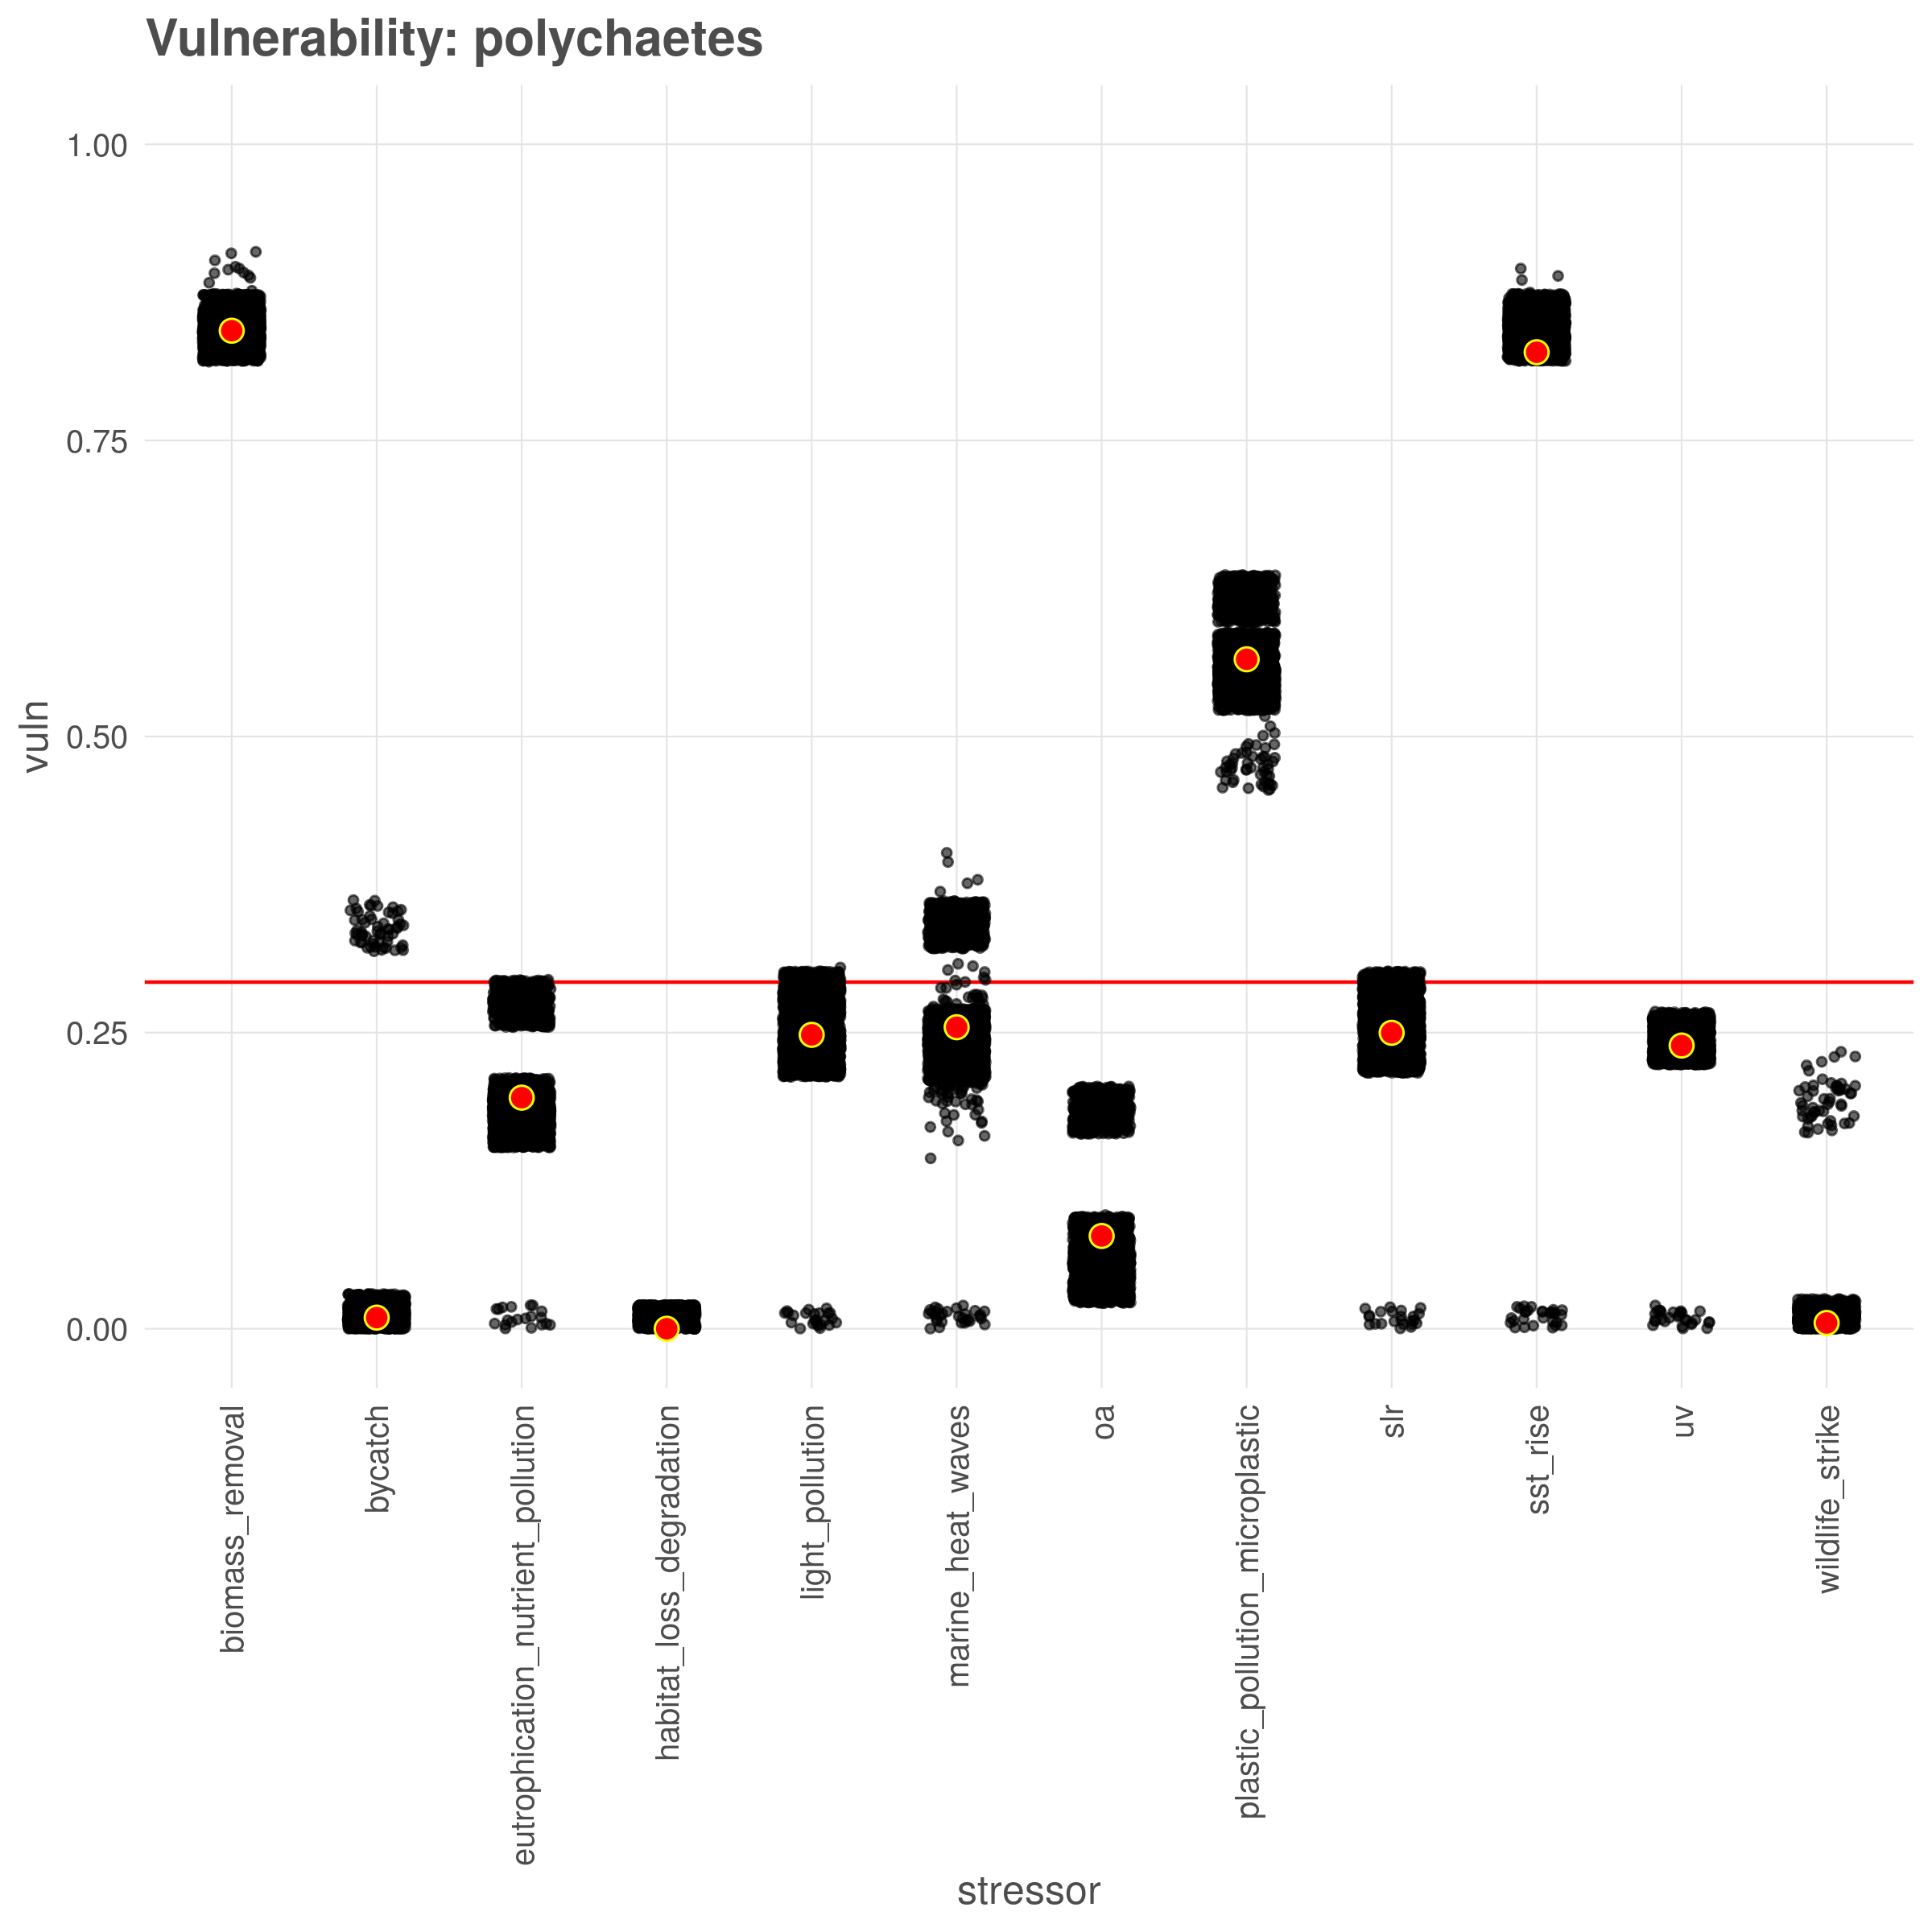 Vulnerability: polychaetes
vuln
1.00
0.75
0.50
0.25
0.00
biomass_removal
bycatch
eutrophication_nutrient_pollution
habitat_loss_degradation
light_pollution
marine_heat_waves
oa
plastic_pollution_microplastic
slr
sst_rise
uv
wildlife_strike
stressor